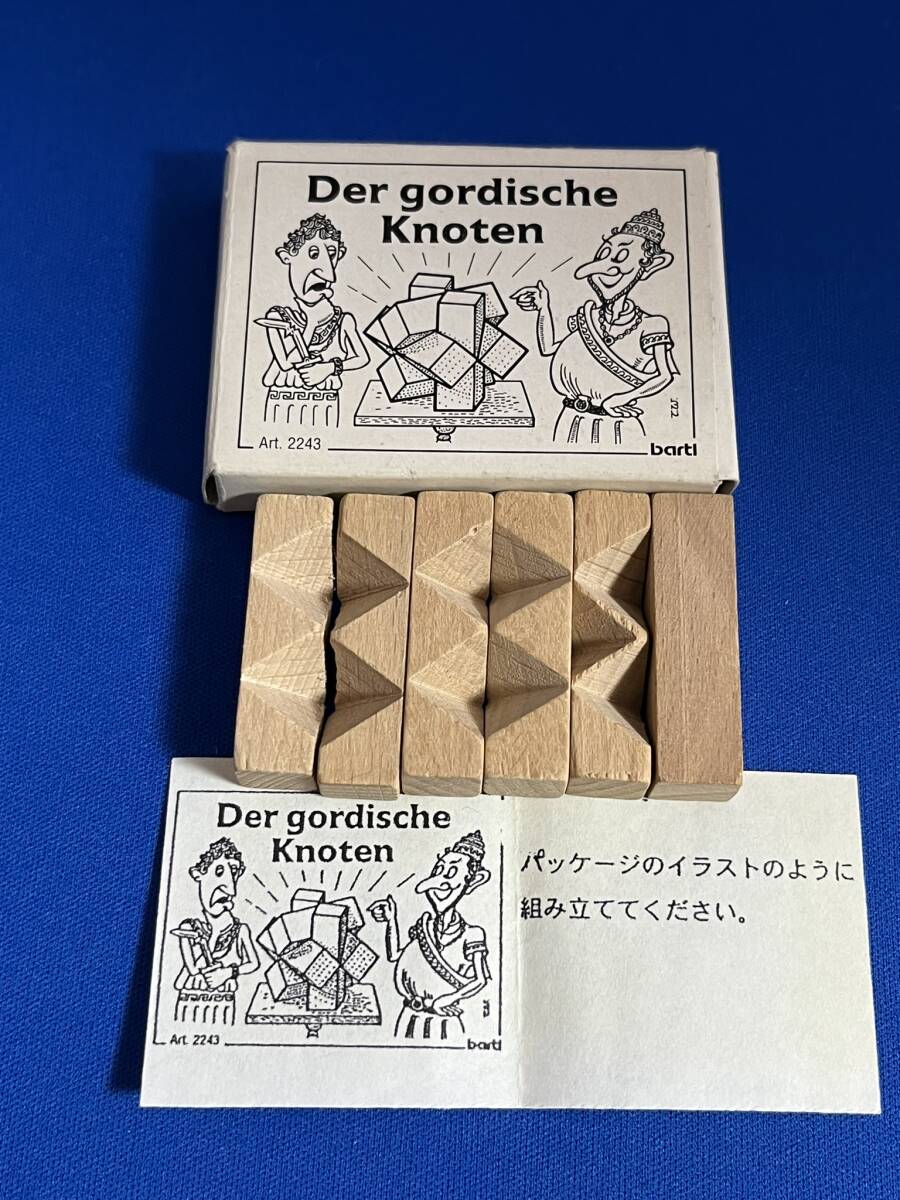 Der gordische
Knoten
Art. 2243
bartl
Der gordische
Knoten
Art. 2243
bartl
パッケージのイラストのように
組み立ててください。